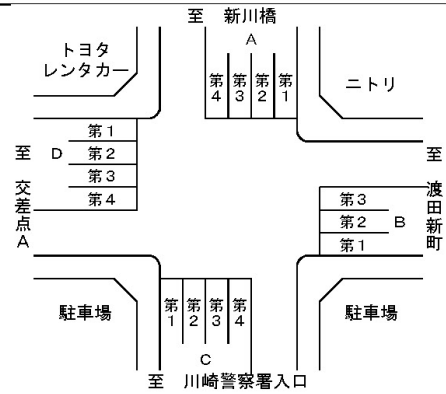 至 新川橋
トヨタ
レンタカー
A
第4 第3 第2 第1
ニトリ
至 交差点A
D
第1
第2
第3
第4
至 渡田新町
第3
第2
第1
B
駐車場
第1 第2 第3 第4
C
駐車場
至 川崎警察署入口